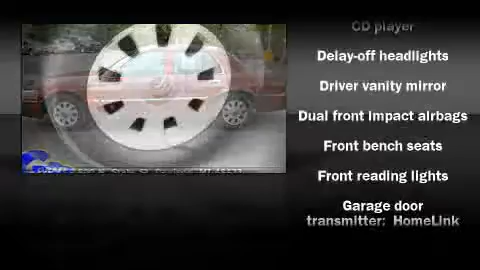 CD player
Delay-off headlights
Driver vanity mirror
Dual front impact airbags
Front bench seats
Front reading lights
Garage door
transmitter: HomeLink